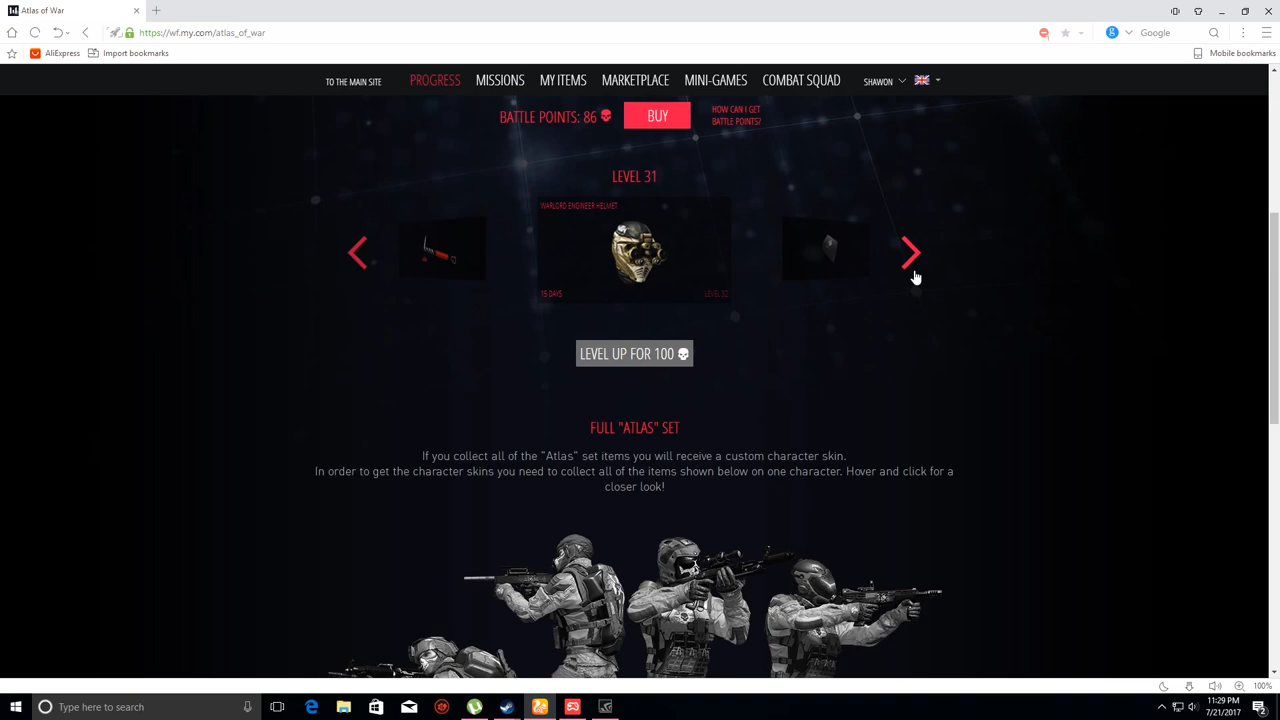 Atlas of War
https://wf.my.com/atlas_of_war
Google
AliExpress
Import bookmarks
Mobile bookmarks
TO THE MAIN SITE
PROGRESS
MISSIONS
MY ITEMS
MARKETPLACE
MINI-GAMES
COMBAT SQUAD
SHAWON
BATTLE POINTS: 86
BUY
HOW CAN I GET
BATTLE POINTS?
LEVEL 31
WARLORD ENGINEER HELMET
15 DAYS
LEVEL 32
LEVEL UP FOR 100
FULL "ATLAS" SET
If you collect all of the "Atlas" set items you will receive a custom character skin.
In order to get the character skins you need to collect all of the items shown below on one character. Hover and click for a
closer look!
100%
Type here to search
11:29 PM
7/21/2017
2